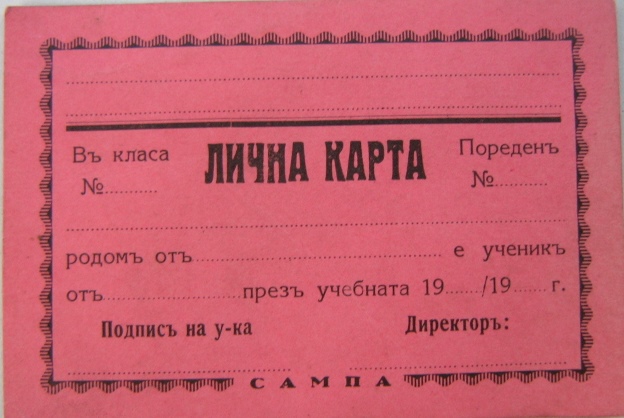 Въ класа ЛИЧНА КАРТА Пореденъ
№.......... №..........
родомъ отъ.................................................. е ученикъ
отъ..........................презъ учебната 19....../19...... г.
Подписъ на у-ка Директоръ:
САМПА